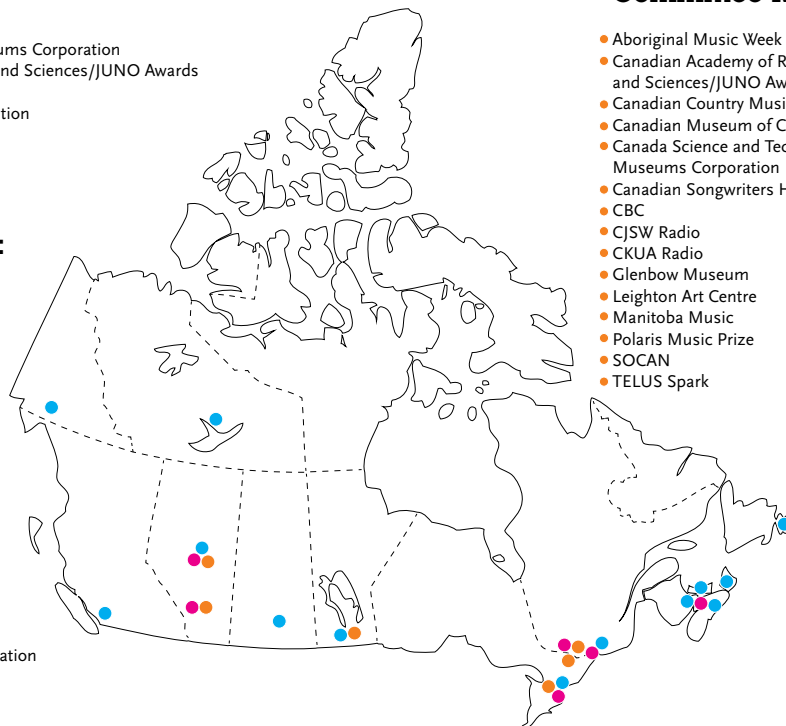 ums Corporation
nd Sciences/JUNO Awards
tion
:
ation
Aboriginal Music Week
Canadian Academy of R
and Sciences/JUNO Aw
Canadian Country Musi
Canadian Museum of C
Canada Science and Tec
Museums Corporation
Canadian Songwriters H
CBC
CJSW Radio
CKUA Radio
Glenbow Museum
Leighton Art Centre
Manitoba Music
Polaris Music Prize
SOCAN
TELUS Spark